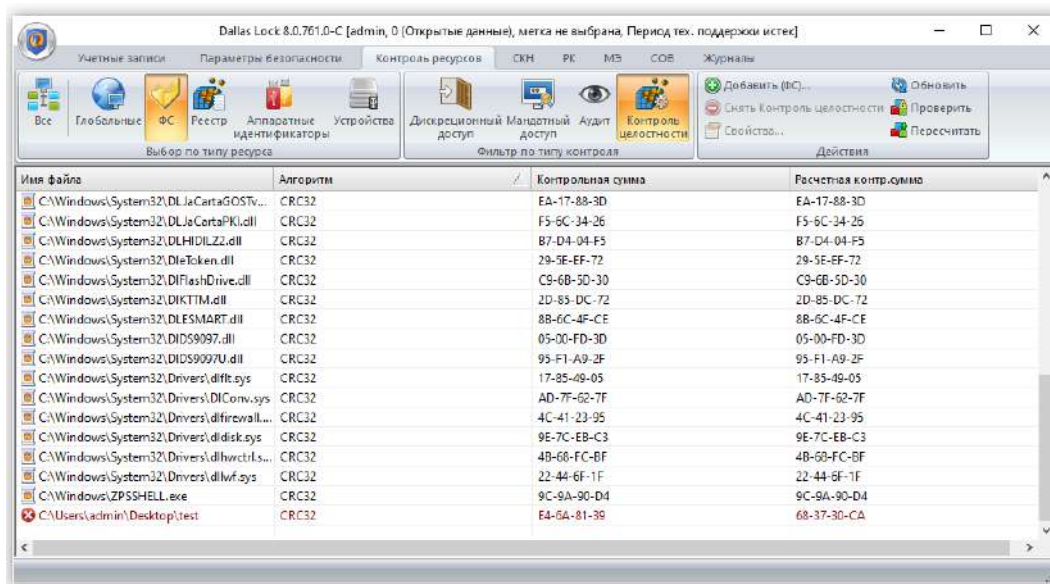 Dallas Lock 8.0.761.0-C [admin, 0 (Открытые данные), метка не выбрана, Период тех. поддержки истек]
Учетные записи Параметры безопасности Контроль ресурсов СКН РК МЭ СОВ Журналы
Все Глобальные ФС Реестр Аппаратные идентификаторы Устройства
Выбор по типу ресурса
Дискреционный доступ Мандатный доступ Аудит Контроль целостности
Фильтр по типу контроля
Добавить (ФС)... Обновить
Снять Контроль целостности Проверить
Свойства... Пересчитать
Действия
Имя файла Алгоритм Контрольная сумма Расчетная контр.сумма
C:\Windows\System32\DLJaCartaGOSTv... CRC32 EA-17-88-3D EA-17-88-3D
C:\Windows\System32\DLJaCartaPKI.dll CRC32 F5-6C-34-26 F5-6C-34-26
C:\Windows\System32\DLHIDILZ2.dll CRC32 B7-D4-04-F5 B7-D4-04-F5
C:\Windows\System32\DleToken.dll CRC32 29-5E-EF-72 29-5E-EF-72
C:\Windows\System32\DlFlashDrive.dll CRC32 C9-6B-5D-30 C9-6B-5D-30
C:\Windows\System32\DlKTTM.dll CRC32 2D-85-DC-72 2D-85-DC-72
C:\Windows\System32\DLESMART.dll CRC32 8B-6C-4F-CE 8B-6C-4F-CE
C:\Windows\System32\DlDS9097.dll CRC32 05-00-FD-3D 05-00-FD-3D
C:\Windows\System32\DlDS9097U.dll CRC32 95-F1-A9-2F 95-F1-A9-2F
C:\Windows\System32\Drivers\dlflt.sys CRC32 17-85-49-05 17-85-49-05
C:\Windows\System32\Drivers\DlConv.sys CRC32 AD-7F-62-7F AD-7F-62-7F
C:\Windows\System32\Drivers\dlfirewall.... CRC32 4C-41-23-95 4C-41-23-95
C:\Windows\System32\Drivers\dldisk.sys CRC32 9E-7C-EB-C3 9E-7C-EB-C3
C:\Windows\System32\Drivers\dlhwctrl.s... CRC32 4B-68-FC-BF 4B-68-FC-BF
C:\Windows\System32\Drivers\dllwf.sys CRC32 22-44-6F-1F 22-44-6F-1F
C:\Windows\ZPSSHELL.exe CRC32 9C-9A-90-D4 9C-9A-90-D4
C:\Users\admin\Desktop\test CRC32 E4-6A-81-39 68-37-30-CA